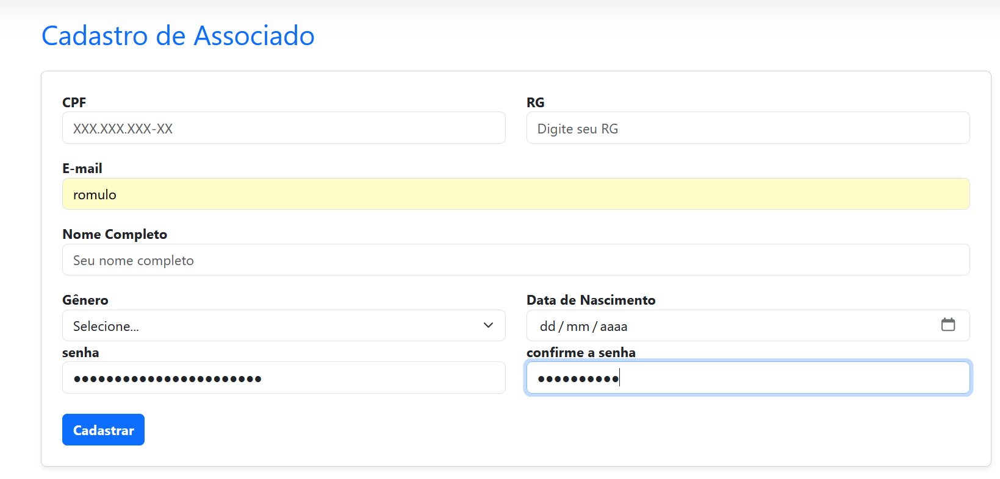 Cadastro de Associado
CPF
RG
XXX.XXX.XXX-XX
Digite seu RG
E-mail
romulo
Nome Completo
Seu nome completo
Gênero
Data de Nascimento
Selecione...
dd/mm/aaaa
senha
confirme a senha
•••••••••••••••••••••••
••••••••••
Cadastrar